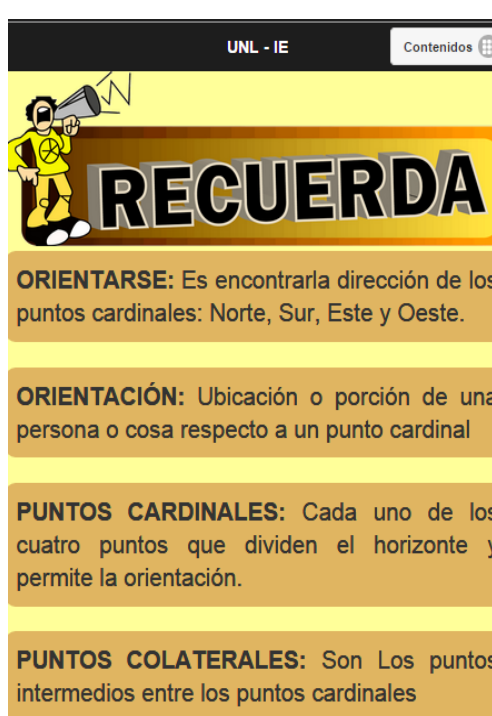 UNL - IE
Contenidos
RECUERDA
ORIENTARSE: Es encontrarla dirección de los
puntos cardinales: Norte, Sur, Este y Oeste.
ORIENTACIÓN: Ubicación o porción de una
persona o cosa respecto a un punto cardinal
PUNTOS CARDINALES: Cada uno de los
cuatro puntos que dividen el horizonte y
permite la orientación.
PUNTOS COLATERALES: Son Los puntos
intermedios entre los puntos cardinales